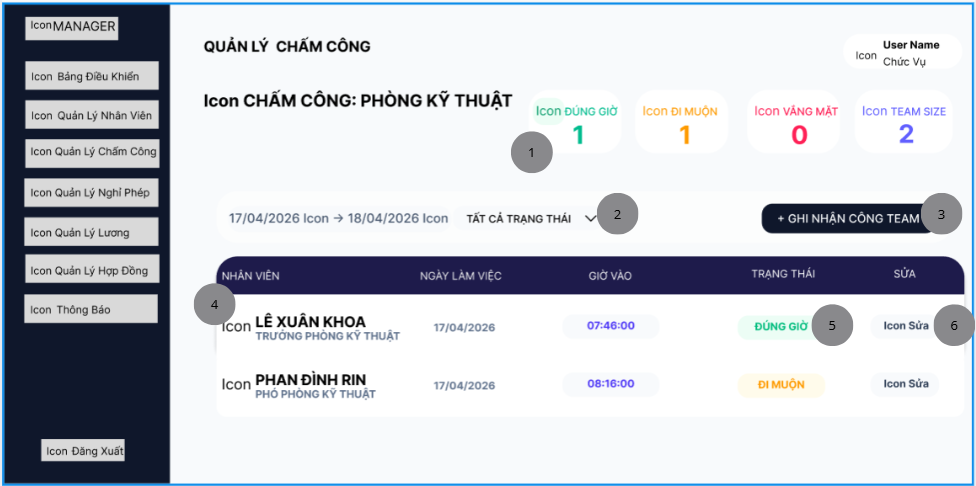 Icon MANAGER
Icon Bảng Điều Khiển
Icon Quản Lý Nhân Viên
Icon Quản Lý Chấm Công
Icon Quản Lý Nghỉ Phép
Icon Quản Lý Lương
Icon Quản Lý Hợp Đồng
Icon Thông Báo
Icon Đăng Xuất
QUẢN LÝ CHẤM CÔNG
Icon User Name
Chức Vụ
Icon CHẤM CÔNG: PHÒNG KỸ THUẬT
Icon ĐÚNG GIỜ
1
Icon ĐI MUỘN
1
Icon VẮNG MẶT
0
Icon TEAM SIZE
2
1
17/04/2026 Icon → 18/04/2026 Icon TẤT CẢ TRẠNG THÁI 2
+ GHI NHẬN CÔNG TEAM 3
NHÂN VIÊN NGÀY LÀM VIỆC GIỜ VÀO TRẠNG THÁI SỬA
4
Icon LÊ XUÂN KHOA 17/04/2026 07:46:00 ĐÚNG GIỜ 5 Icon Sửa 6
TRƯỞNG PHÒNG KỸ THUẬT
Icon PHAN ĐÌNH RIN 17/04/2026 08:16:00 ĐI MUỘN Icon Sửa
PHÓ PHÒNG KỸ THUẬT